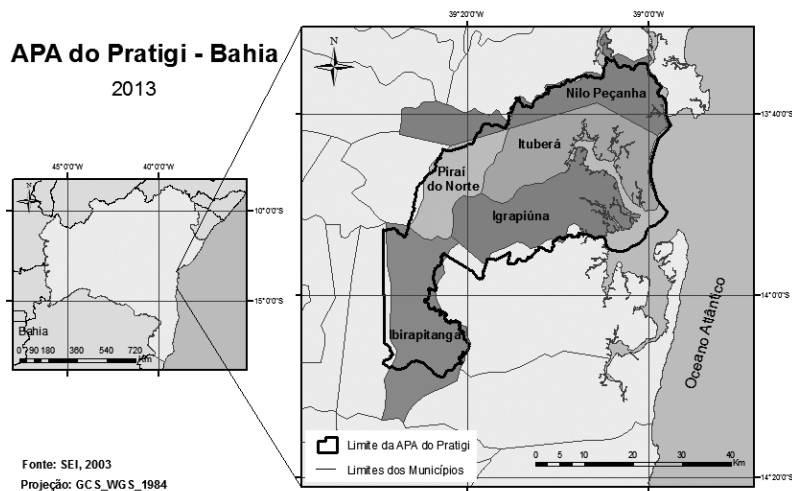 APA do Pratigi - Bahia
2013
45°0'0"W
40°0'0"W
10°0'0"S
15°0'0"S
Bahia
0 90 180 360 540 720
Km
Fonte: SEI, 2003
Projeção: GCS_WGS_1984
39°20'0"W
39°0'0"W
13°40'0"S
14°0'0"S
14°20'0"S
Nilo Peçanha
Ituberá
Piraí
do Norte
Igrapiúna
Ibirapitanga
Oceano Atlântico
Limite da APA do Pratigi
Limites dos Municípios
0 5 10 20 30 40
Km